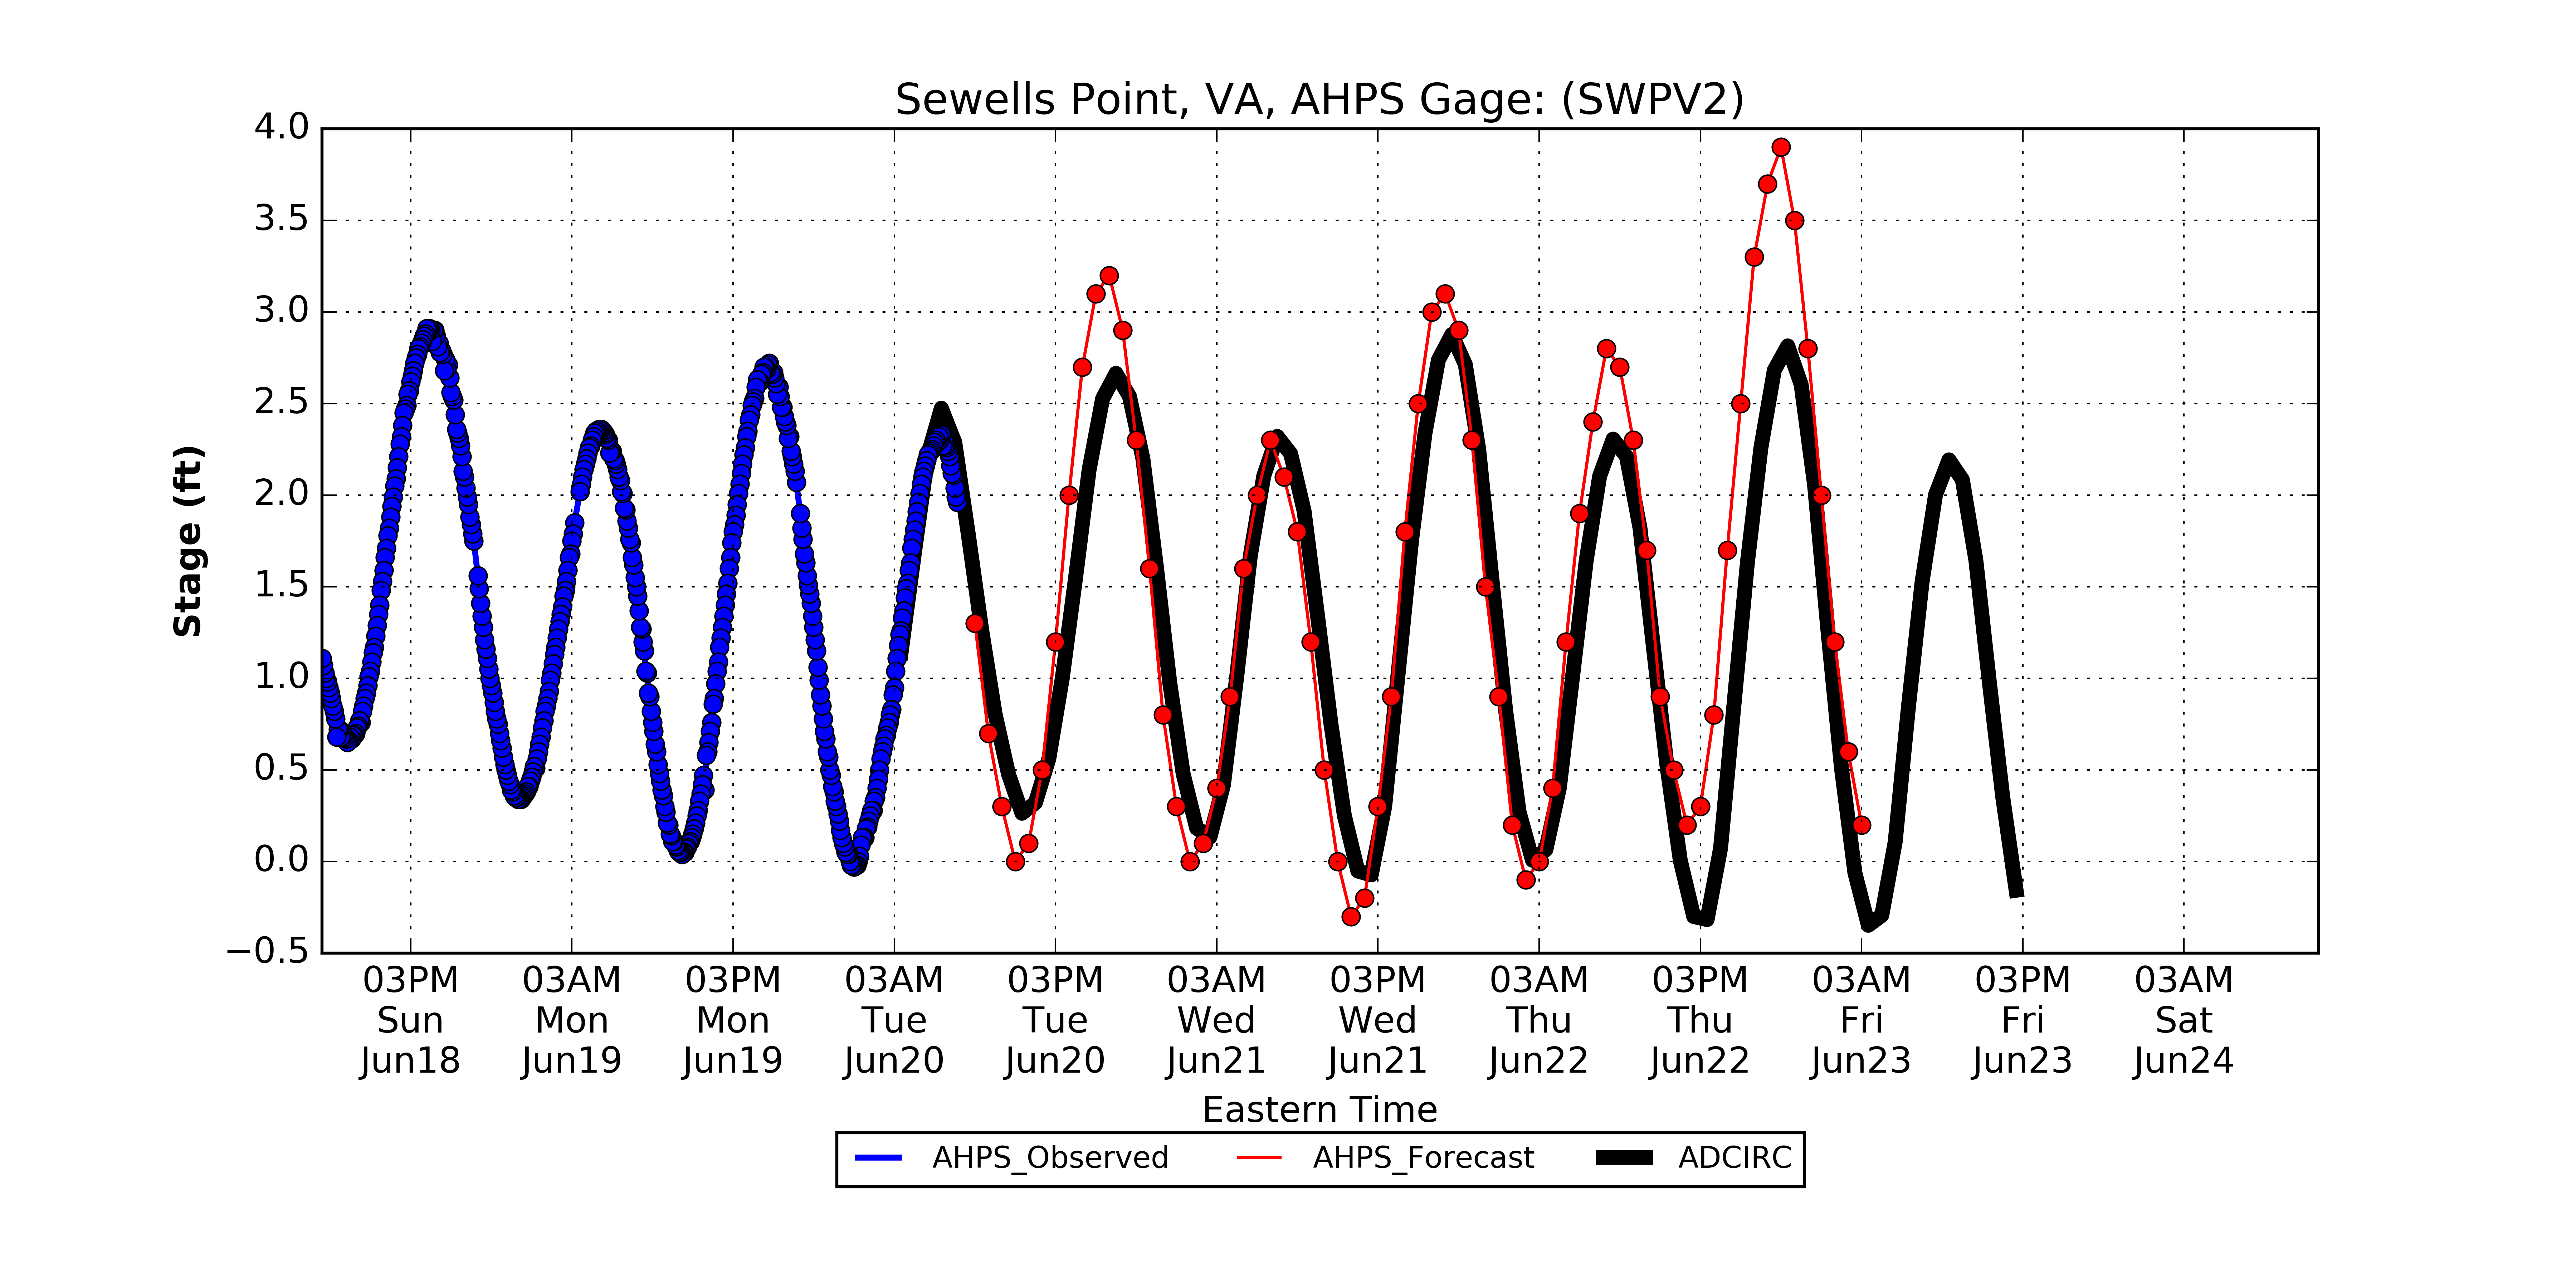 Sewells Point, VA, AHPS Gage: (SWPV2)
4.0
3.5
3.0
2.5
2.0
1.5
1.0
0.5
0.0
−0.5
Stage (ft)
03PM 03AM 03PM 03AM 03PM 03AM 03PM 03AM 03PM 03AM 03PM 03AM
Sun Mon Mon Tue Tue Wed Wed Thu Thu Fri Fri Sat
Jun18 Jun19 Jun19 Jun20 Jun20 Jun21 Jun21 Jun22 Jun22 Jun23 Jun23 Jun24
Eastern Time
AHPS_Observed AHPS_Forecast ADCIRC